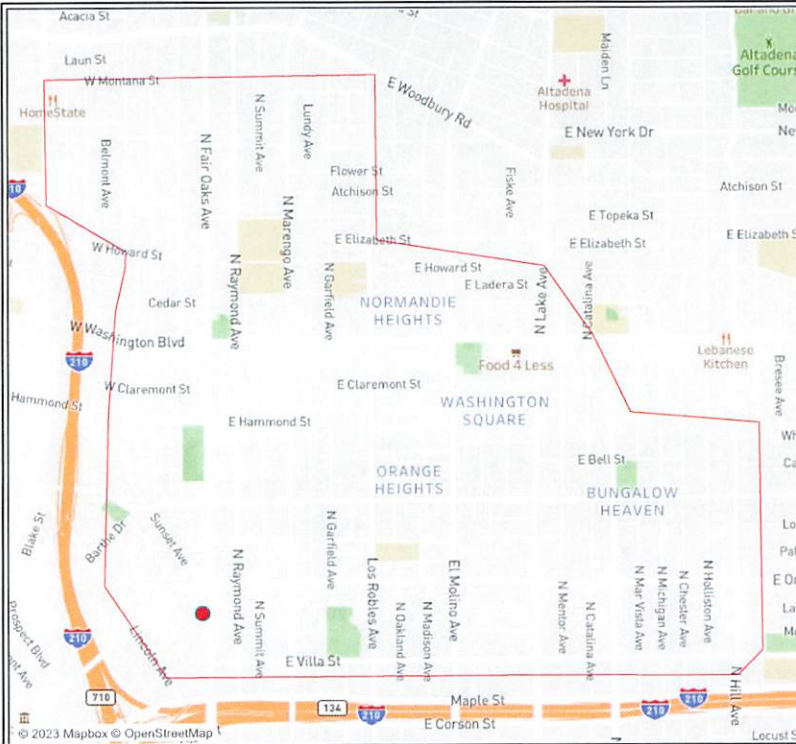 Acacia St
Laun St
W Montana St
HomeState
Belmont Ave
N Fair Oaks Ave
N Summit Ave
Lundy Ave
E Woodbury Rd
Altadena
Hospital
Maiden Ln
Altadena
Golf Cours
E New York Dr
Flower St
Atchison St
Fiske Ave
Atchison St
N Marengo Ave
E Topeka St
10
W Howard St
E Elizabeth St
E Elizabeth St
E Elizabeth S
N Raymond Ave
N Garfield Ave
E Howard St
E Ladera St
N Lake Ave
N Catalina Ave
Cedar St
NORMANDIE
HEIGHTS
W Washington Blvd
210
Food 4 Less
Lebanese
Kitchen
Bresee Ave
Hammond St
W Claremont St
E Claremont St
WASHINGTON
SQUARE
E Hammond St
E Bell St
ORANGE
HEIGHTS
BUNGALOW
HEAVEN
Blake St
Barthe Dr
Sunset Ave
N Raymond Ave
N Summit Ave
N Garfield Ave
Los Robles Ave
N Oakland Ave
N Madison Ave
El Molino Ave
N Mentor Ave
N Catalina Ave
N Mar Vista Ave
N Michigan Ave
N Chester Ave
N Holliston Ave
Prospect Blvd
210
Lincoln Ave
E Villa St
N Hill Ave
710
134
210
Maple St
210
210
E Corson St
© 2023 Mapbox © OpenStreetMap
Locust S